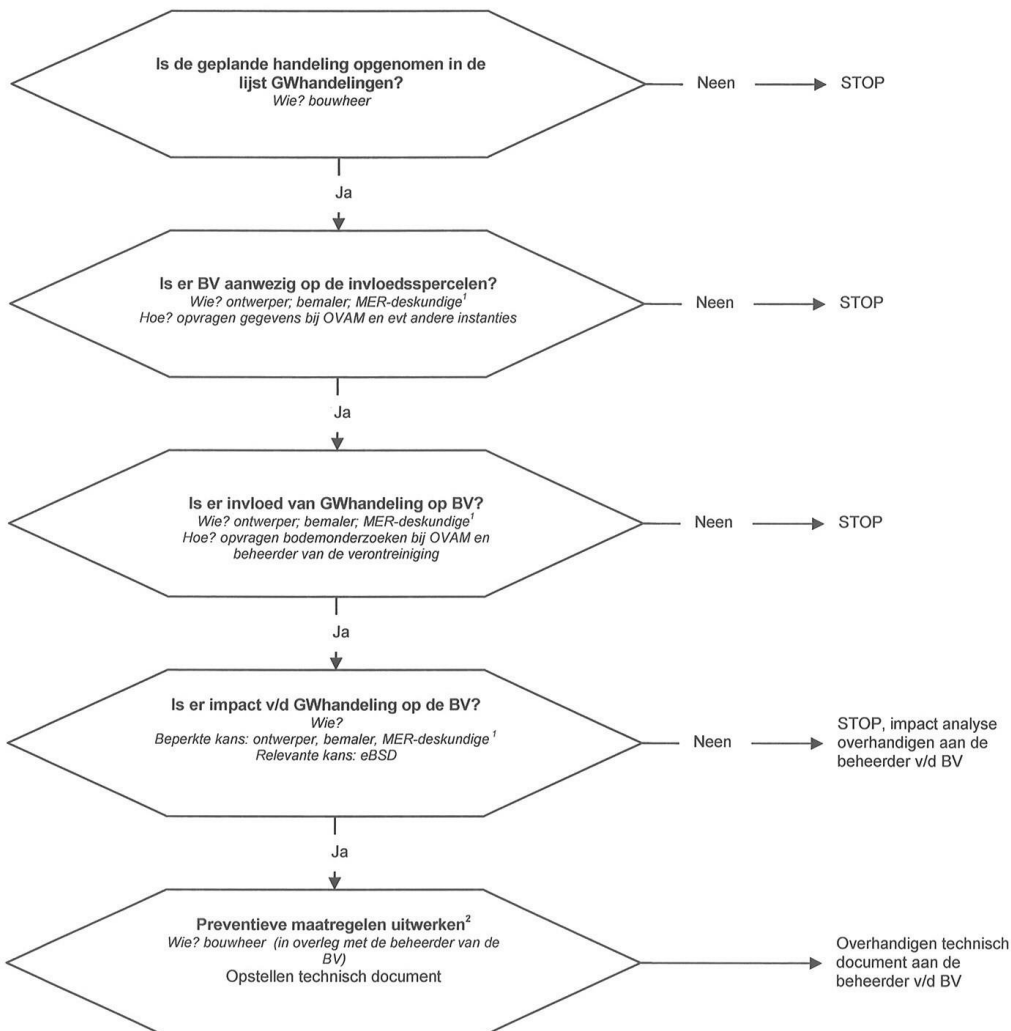 Is de geplande handeling opgenomen in de
lijst GWhandelingen?
Wie? bouwheer
Neen
STOP
Ja
Is er BV aanwezig op de invloedsspercelen?
Wie? ontwerper; bemaler; MER-deskundige¹
Hoe? opvragen gegevens bij OVAM en evt andere instanties
Neen
STOP
Ja
Is er invloed van GWhandeling op BV?
Wie? ontwerper; bemaler; MER-deskundige¹
Hoe? opvragen bodemonderzoeken bij OVAM en
beheerder van de verontreiniging
Neen
STOP
Ja
Is er impact v/d GWhandeling op de BV?
Wie?
Beperkte kans: ontwerper, bemaler, MER-deskundige¹
Relevante kans: eBSD
Neen
STOP, impact analyse
overhandigen aan de
beheerder v/d BV
Ja
Preventieve maatregelen uitwerken²
Wie? bouwheer (in overleg met de beheerder van de
BV)
Opstellen technisch document
Overhandigen technisch
document aan de
beheerder v/d BV